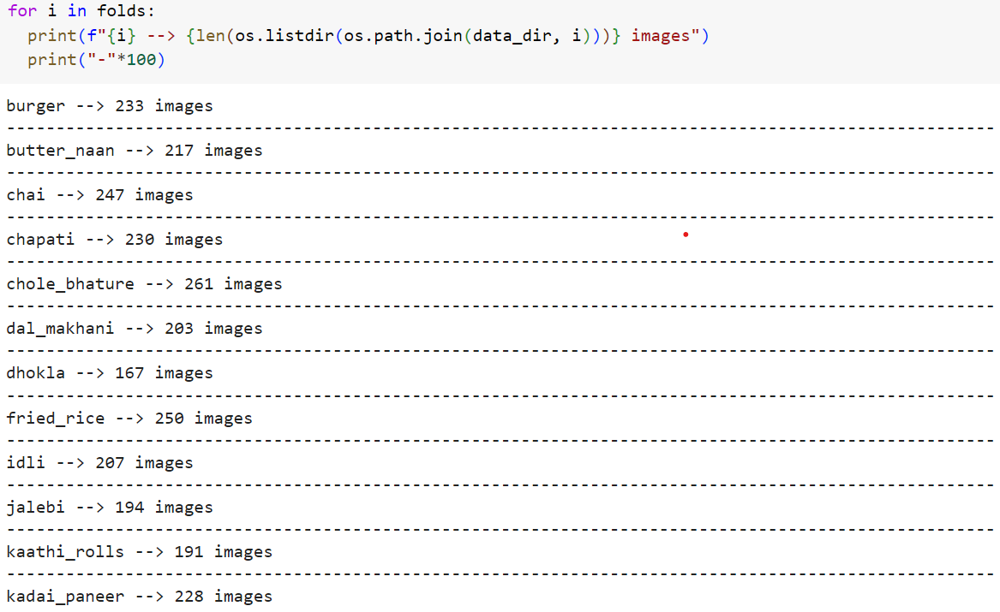 for i in folds:
  print(f"{i} --> {len(os.listdir(os.path.join(data_dir, i)))} images")
  print("-"*100)
burger --> 233 images
----------------------------------------------------------------------------------------------------
butter_naan --> 217 images
----------------------------------------------------------------------------------------------------
chai --> 247 images
----------------------------------------------------------------------------------------------------
chapati --> 230 images
----------------------------------------------------------------------------------------------------
chole_bhature --> 261 images
----------------------------------------------------------------------------------------------------
dal_makhani --> 203 images
----------------------------------------------------------------------------------------------------
dhokla --> 167 images
----------------------------------------------------------------------------------------------------
fried_rice --> 250 images
----------------------------------------------------------------------------------------------------
idli --> 207 images
----------------------------------------------------------------------------------------------------
jalebi --> 194 images
----------------------------------------------------------------------------------------------------
kaathi_rolls --> 191 images
----------------------------------------------------------------------------------------------------
kadai_paneer --> 228 images